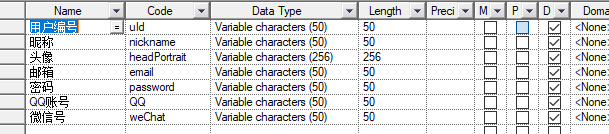 Name Code Data Type Length Preci M P D Doma
用户编号 = uId Variable characters (50) 50 <None>
昵称 nickname Variable characters (50) 50 <None>
头像 headPortrait Variable characters (256) 256 <None>
邮箱 email Variable characters (50) 50 <None>
密码 password Variable characters (50) 50 <None>
QQ账号 QQ Variable characters (50) 50 <None>
微信号 weChat Variable characters (50) 50 <None>